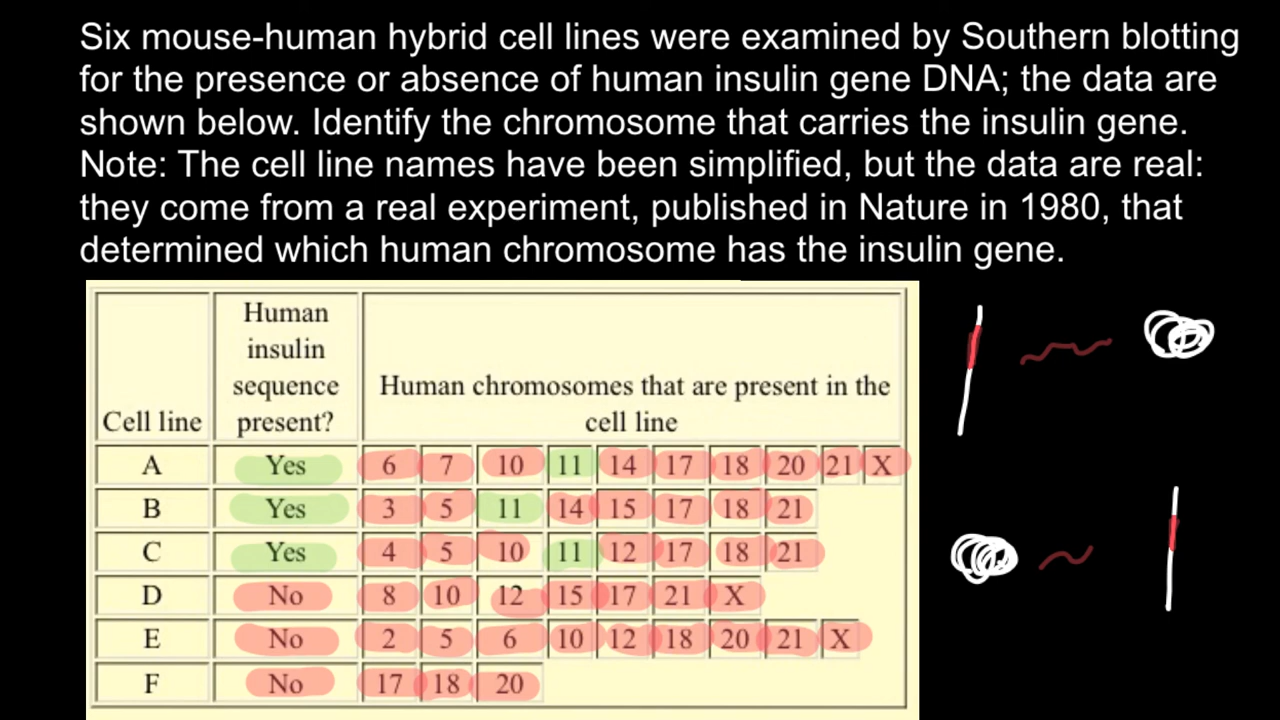 Six mouse-human hybrid cell lines were examined by Southern blotting
for the presence or absence of human insulin gene DNA; the data are
shown below. Identify the chromosome that carries the insulin gene.
Note: The cell line names have been simplified, but the data are real:
they come from a real experiment, published in Nature in 1980, that
determined which human chromosome has the insulin gene.
Cell line Human insulin sequence present? Human chromosomes that are present in the cell line
A Yes 6 7 10 11 14 17 18 20 21 X
B Yes 3 5 11 14 15 17 18 21
C Yes 4 5 10 11 12 17 18 21
D No 8 10 12 15 17 21 X
E No 2 5 6 10 12 18 20 21 X
F No 17 18 20